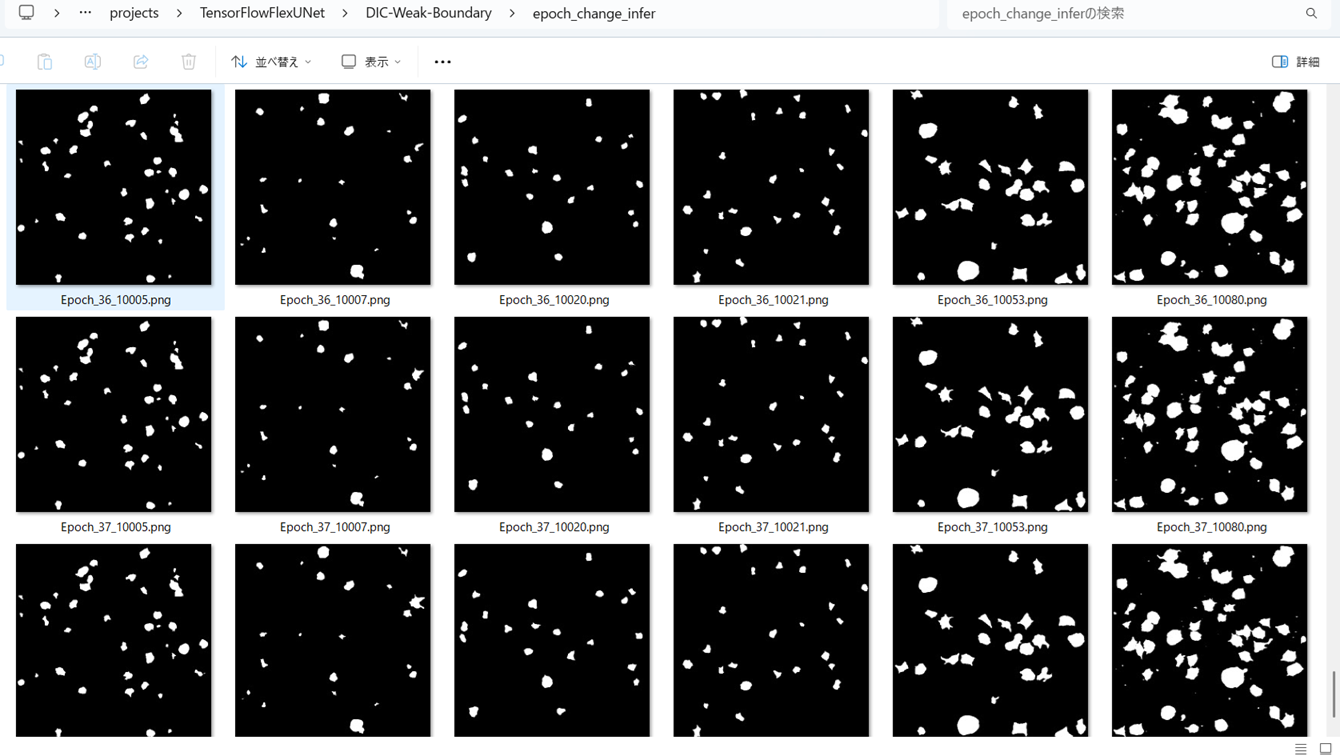 projects > TensorFlowFlexUNet > DIC-Weak-Boundary > epoch_change_infer
epoch_change_inferの検索
並べ替え
表示
詳細
Epoch_36_10005.png
Epoch_36_10007.png
Epoch_36_10020.png
Epoch_36_10021.png
Epoch_36_10053.png
Epoch_36_10080.png
Epoch_37_10005.png
Epoch_37_10007.png
Epoch_37_10020.png
Epoch_37_10021.png
Epoch_37_10053.png
Epoch_37_10080.png